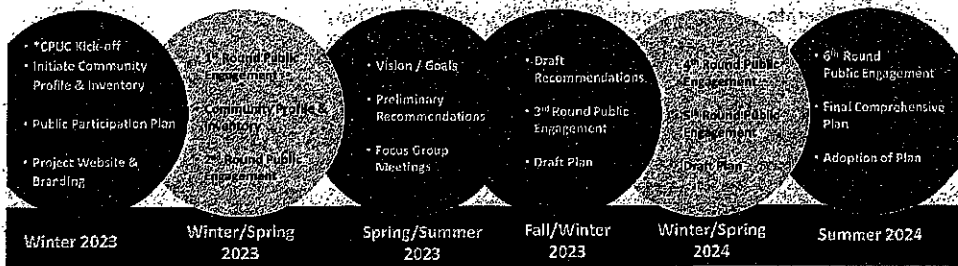 • *CPUC Kick-off
• Initiate Community
Profile & Inventory
• Public Participation Plan
• Project Website &
Branding
Winter 2023
1st Round Public
Engagement
Community Profile &
Inventory
2nd Round Public
Engagement
Winter/Spring
2023
• Vision / Goals
• Preliminary
Recommendations
• Focus Group
Meetings
Spring/Summer
2023
• Draft
Recommendations
• 3rd Round Public
Engagement
• Draft Plan
Fall/Winter
2023
• 4th Round Public
Engagement
• 5th Round Public
Engagement
• Draft Plan
Winter/Spring
2024
• 6th Round
Public Engagement
• Final Comprehensive
Plan
• Adoption of Plan
Summer 2024